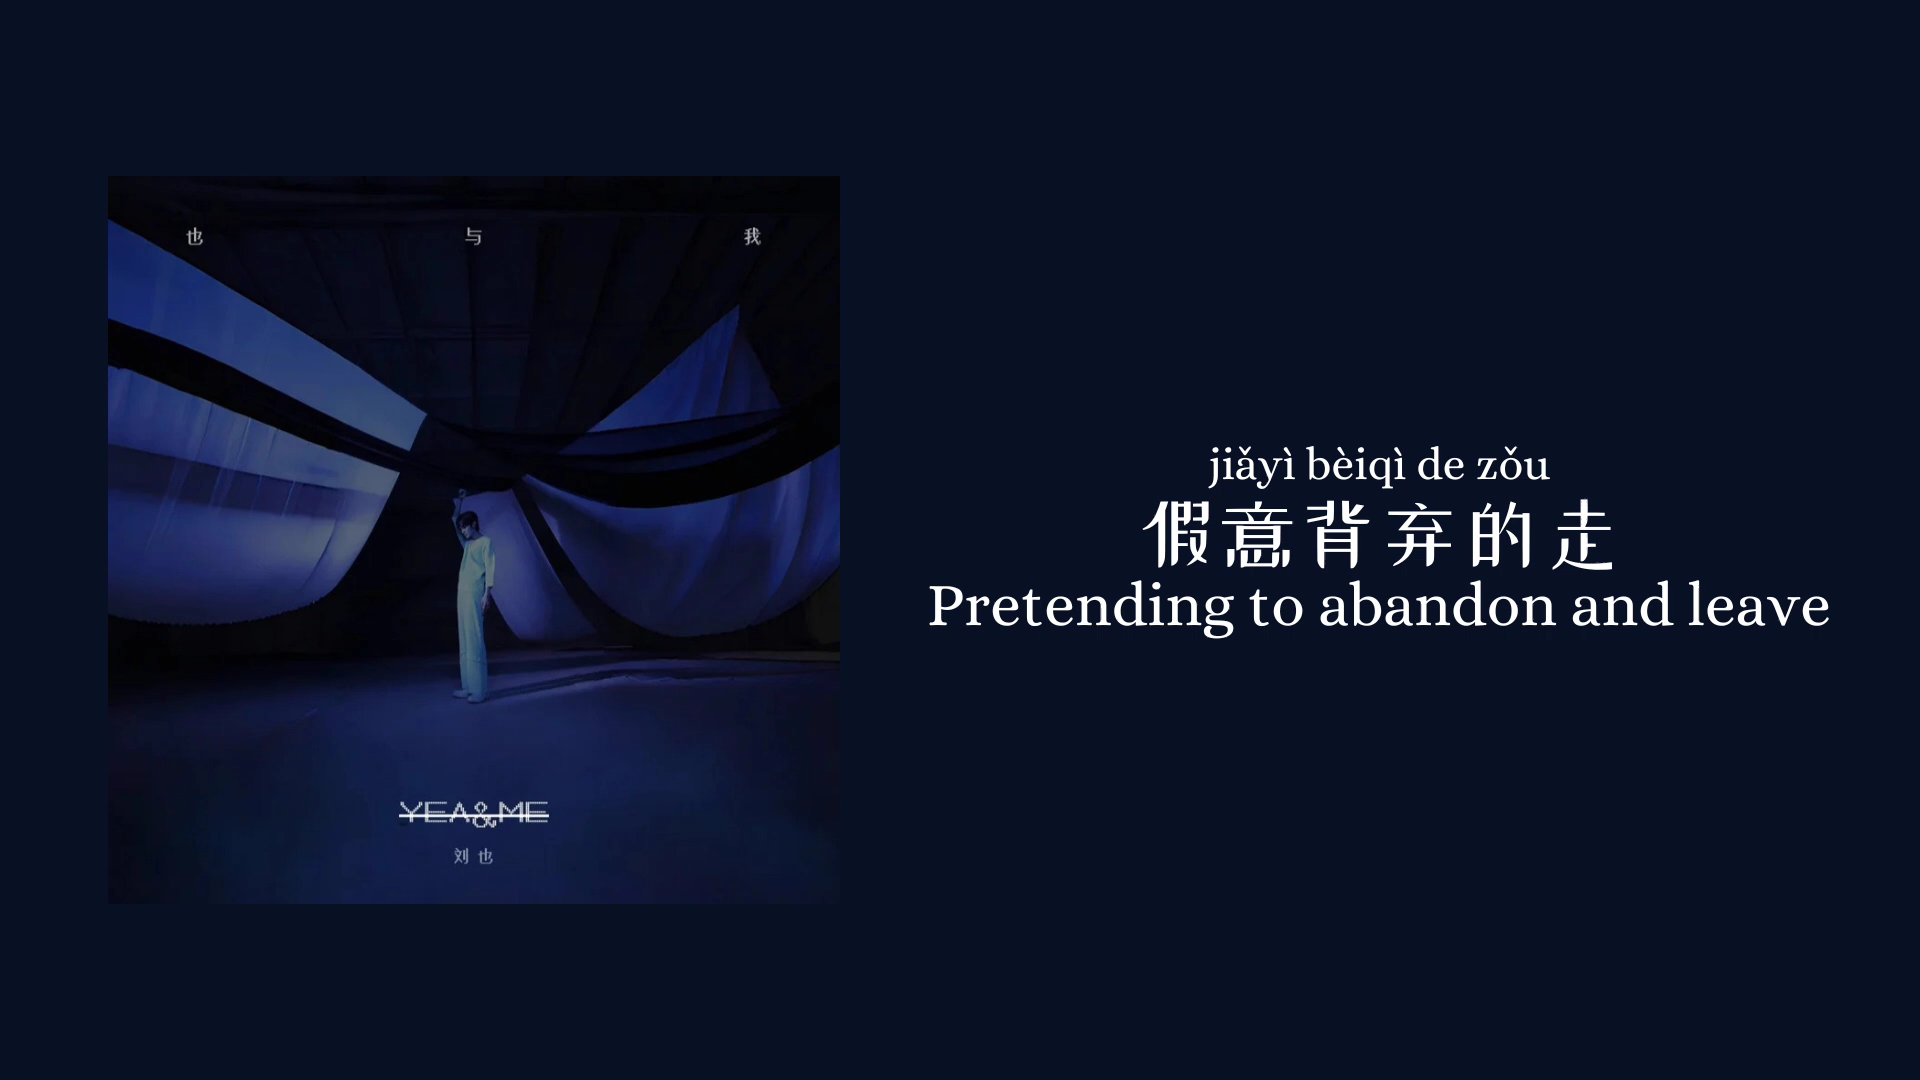 也 与 我
YEA&ME
刘 也
jiǎyì bèiqì de zǒu
假意背弃的走
Pretending to abandon and leave